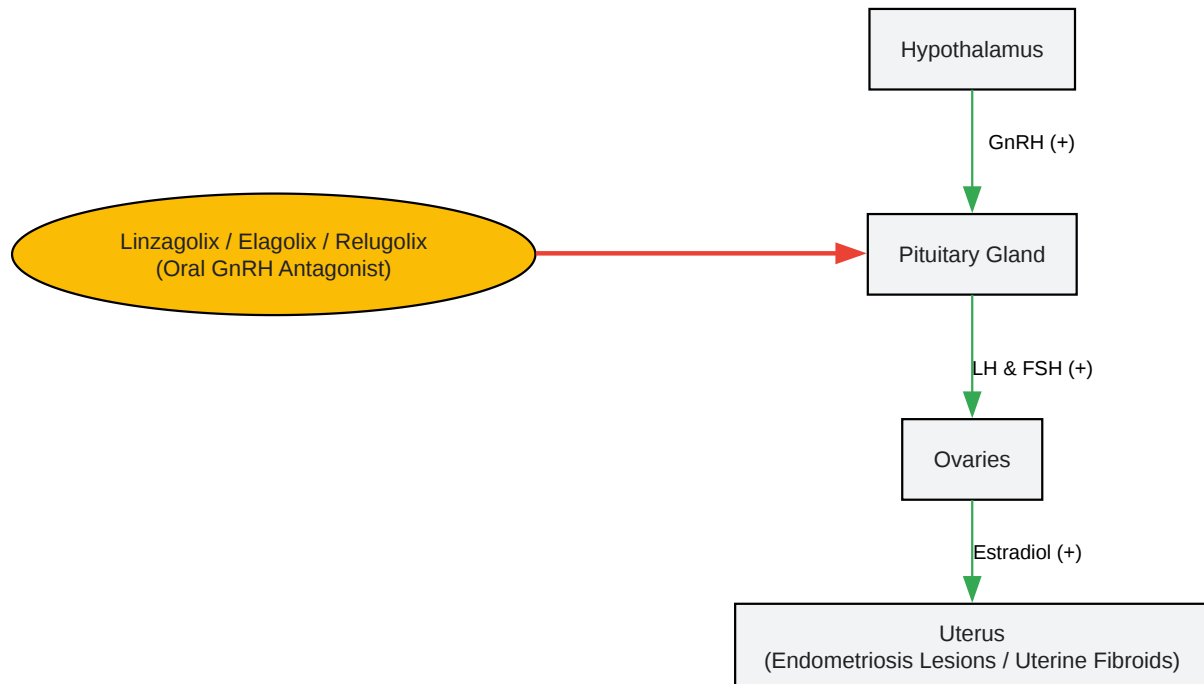 Hypothalamus
GnRH (+)
Linzagolix / Elagolix / Relugolix
(Oral GnRH Antagonist)
Pituitary Gland
LH & FSH (+)
Ovaries
Estradiol (+)
Uterus
(Endometriosis Lesions / Uterine Fibroids)